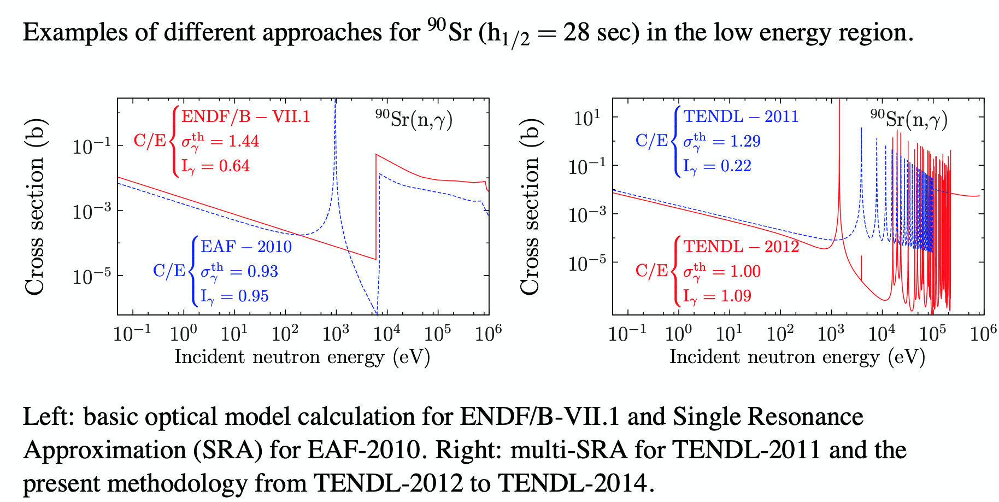 Examples of different approaches for ⁹⁰Sr (h₁/₂ = 28 sec) in the low energy region.
Cross section (b)
10⁻¹
10⁻³
10⁻⁵
C/E
ENDF/B – VII.1
σγᵗʰ = 1.44
Iγ = 0.64
⁹⁰Sr(n,γ)
C/E
EAF – 2010
σγᵗʰ = 0.93
Iγ = 0.95
10⁻¹ 10⁰ 10¹ 10² 10³ 10⁴ 10⁵ 10⁶
Incident neutron energy (eV)
Cross section (b)
10¹
10⁻¹
10⁻³
10⁻⁵
C/E
TENDL – 2011
σγᵗʰ = 1.29
Iγ = 0.22
⁹⁰Sr(n,γ)
C/E
TENDL – 2012
σγᵗʰ = 1.00
Iγ = 1.09
10⁻¹ 10⁰ 10¹ 10² 10³ 10⁴ 10⁵ 10⁶
Incident neutron energy (eV)
Left: basic optical model calculation for ENDF/B-VII.1 and Single Resonance
Approximation (SRA) for EAF-2010. Right: multi-SRA for TENDL-2011 and the
present methodology from TENDL-2012 to TENDL-2014.